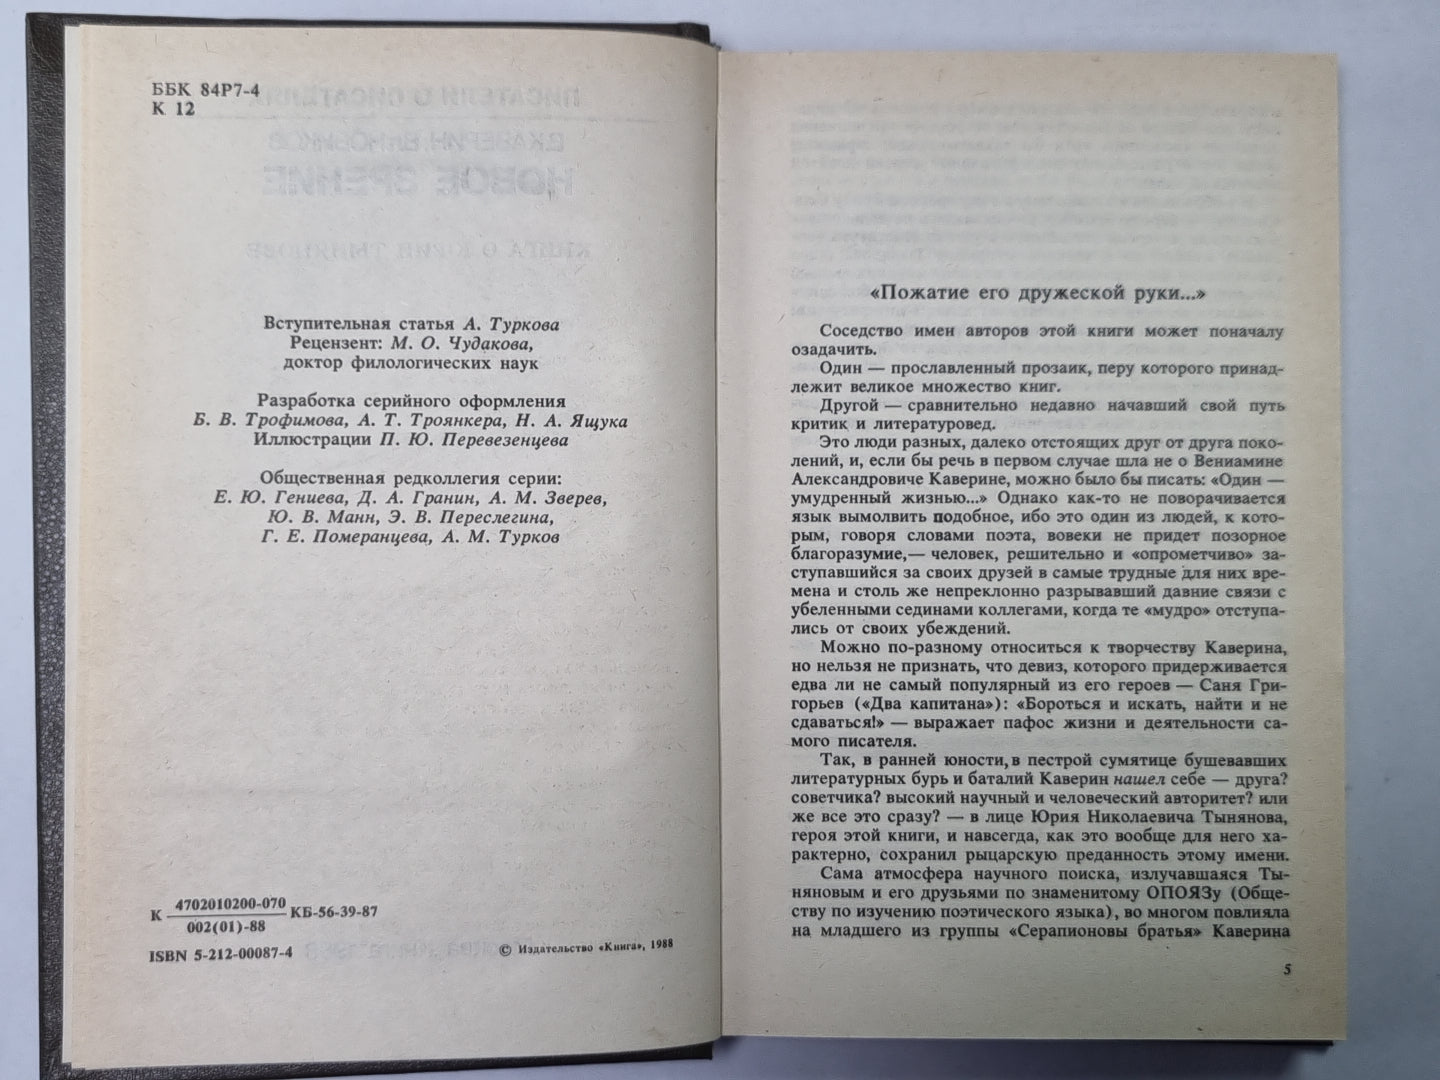 ББК 84Р7-4
К 12
Вступительная статья А. Туркова
Рецензент: М. О. Чудакова,
доктор филологических наук
Разработка серийного оформления
Б. В. Трофимова, А. Т. Троянкера, Н. А. Ящука
Иллюстрации П. Ю. Перевезенцева
Общественная редколлегия серии:
Е. Ю. Гениева, Д. А. Гранин, А. М. Зверев,
Ю. В. Манн, Э. В. Переслегина,
Г. Е. Померанцева, А. М. Турков
К 4702010200-070 КБ-56-39-87
002(01)-88
ISBN 5-212-00087-4
© Издательство «Книга», 1988
«Пожатие его дружеской руки...»
Соседство имен авторов этой книги может поначалу
озадачить.
Один — прославленный прозаик, перу которого принад-
лежит великое множество книг.
Другой — сравнительно недавно начавший свой путь
критик и литературовед.
Это люди разных, далеко отстоящих друг от друга поко-
лений, и, если бы речь в первом случае шла не о Вениамине
Александровиче Каверине, можно было бы писать: «Один —
умудренный жизнью...» Однако как-то не поворачивается
язык вымолвить подобное, ибо это один из людей, к кото-
рым, говоря словами поэта, вовеки не придет позорное
благоразумие,— человек, решительно и «опрометчиво» за-
ступавшийся за своих друзей в самые трудные для них вре-
мена и столь же непреклонно разрывавший давние связи с
убеленными сединами коллегами, когда те «мудро» отступа-
лись от своих убеждений.
Можно по-разному относиться к творчеству Каверина,
но нельзя не признать, что девиз, которого придерживается
едва ли не самый популярный из его героев — Саня Гри-
горьев («Два капитана»): «Бороться и искать, найти и не
сдаваться!» — выражает пафос жизни и деятельности са-
мого писателя.
Так, в ранней юности, в пестрой сумятице бушевавших
литературных бурь и баталий Каверин нашел себе — друга?
советчика? высокий научный и человеческий авторитет? или
же все это сразу? — в лице Юрия Николаевича Тынянова,
героя этой книги, и навсегда, как это вообще для него ха-
рактерно, сохранил рыцарскую преданность этому имени.
Сама атмосфера научного поиска, излучавшаяся Ты-
няновым и его друзьями по знаменитому ОПОЯЗу (Обще-
ству по изучению поэтического языка), во многом повлияла
на младшего из группы «Серапионовы братья» Каверина
5